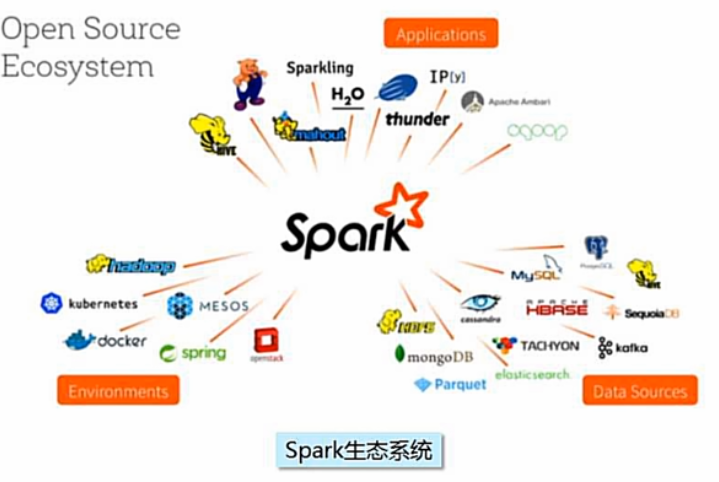 Open Source
Ecosystem
Applications
Sparkling
H2O
IP[y]
Apache Ambari
thunder
mahout
HIVE
sqoop
Spark
hadoop
kubernetes
MESOS
docker
spring
openstack
Environments
PostgreSQL
MySQL
HIVE
cassandra
APACHE
HBASE
SequoiaDB
HDFS
mongoDB
TACHYON
kafka
Parquet
elasticsearch.
Data Sources
Spark生态系统